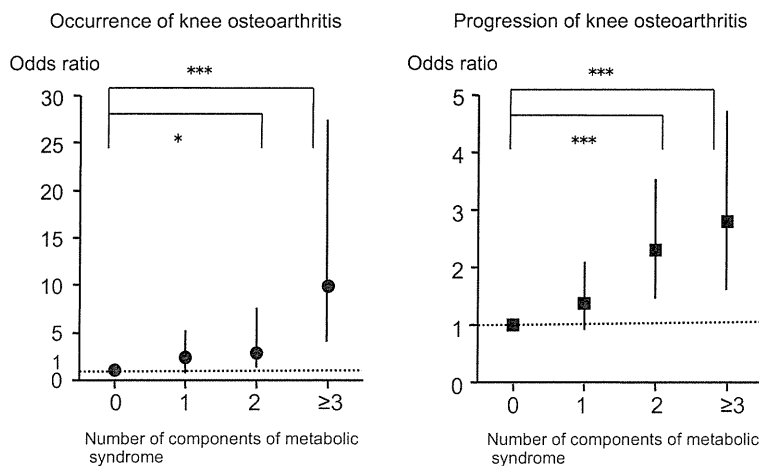 Occurrence of knee osteoarthritis
Odds ratio
***
*
30
25
20
15
10
5
1
0
0 1 2 ≥3
Number of components of metabolic
syndrome
Progression of knee osteoarthritis
Odds ratio
***
***
5
4
3
2
1
0
0 1 2 ≥3
Number of components of metabolic
syndrome